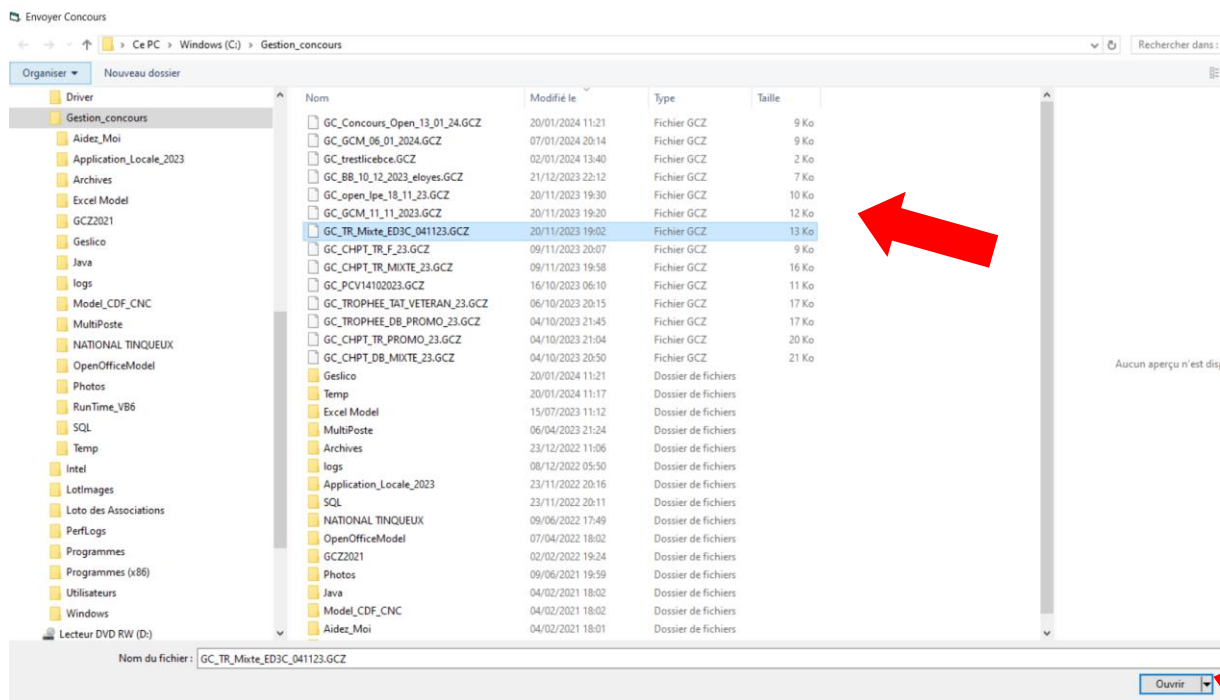 Envoyer Concours
Ce PC > Windows (C:) > Gestion_concours
Rechercher dans :
Organiser Nouveau dossier
Driver
Gestion_concours
Aidez_Moi
Application_Locale_2023
Archives
Excel Model
GCZ2021
Geslico
Java
logs
Model_CDF_CNC
MultiPoste
NATIONAL TINQUEUX
OpenOfficeModel
Photos
RunTime_VB6
SQL
Temp
Intel
LotImages
Loto des Associations
PerfLogs
Programmes
Programmes (x86)
Utilisateurs
Windows
Lecteur DVD RW (D:)
Nom Modifié le Type Taille
GC_Concours_Open_13_01_24.GCZ 20/01/2024 11:21 Fichier GCZ 9 Ko
GC_GCM_06_01_2024.GCZ 07/01/2024 20:14 Fichier GCZ 9 Ko
GC_trestlicebce.GCZ 02/01/2024 13:40 Fichier GCZ 2 Ko
GC_BB_10_12_2023_eloyes.GCZ 21/12/2023 22:12 Fichier GCZ 7 Ko
GC_open_lpe_18_11_23.GCZ 20/11/2023 19:30 Fichier GCZ 10 Ko
GC_GCM_11_11_2023.GCZ 20/11/2023 19:20 Fichier GCZ 12 Ko
GC_TR_Mixte_ED3C_041123.GCZ 20/11/2023 19:02 Fichier GCZ 13 Ko
GC_CHPT_TR_F_23.GCZ 09/11/2023 20:07 Fichier GCZ 9 Ko
GC_CHPT_TR_MIXTE_23.GCZ 09/11/2023 19:58 Fichier GCZ 16 Ko
GC_PCV14102023.GCZ 16/10/2023 06:10 Fichier GCZ 11 Ko
GC_TROPHEE_TAT_VETERAN_23.GCZ 06/10/2023 20:15 Fichier GCZ 17 Ko
GC_TROPHEE_DB_PROMO_23.GCZ 04/10/2023 21:45 Fichier GCZ 17 Ko
GC_CHPT_TR_PROMO_23.GCZ 04/10/2023 21:04 Fichier GCZ 20 Ko
GC_CHPT_DB_MIXTE_23.GCZ 04/10/2023 20:50 Fichier GCZ 21 Ko
Geslico 20/01/2024 11:21 Dossier de fichiers
Temp 20/01/2024 11:17 Dossier de fichiers
Excel Model 15/07/2023 11:12 Dossier de fichiers
MultiPoste 06/04/2023 21:24 Dossier de fichiers
Archives 23/12/2022 11:06 Dossier de fichiers
logs 08/12/2022 05:50 Dossier de fichiers
Application_Locale_2023 23/11/2022 20:16 Dossier de fichiers
SQL 23/11/2022 20:11 Dossier de fichiers
NATIONAL TINQUEUX 09/06/2022 17:49 Dossier de fichiers
OpenOfficeModel 07/04/2022 18:02 Dossier de fichiers
GCZ2021 02/02/2022 19:24 Dossier de fichiers
Photos 09/06/2021 19:59 Dossier de fichiers
Java 04/02/2021 18:02 Dossier de fichiers
Model_CDF_CNC 04/02/2021 18:02 Dossier de fichiers
Aidez_Moi 04/02/2021 18:01 Dossier de fichiers
Aucun aperçu n'est disp
Nom du fichier : GC_TR_Mixte_ED3C_041123.GCZ
Ouvrir